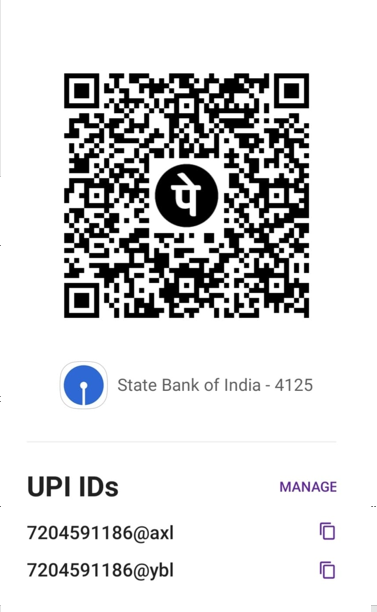 पे
State Bank of India - 4125
UPI IDs
MANAGE
7204591186@axl
7204591186@ybl